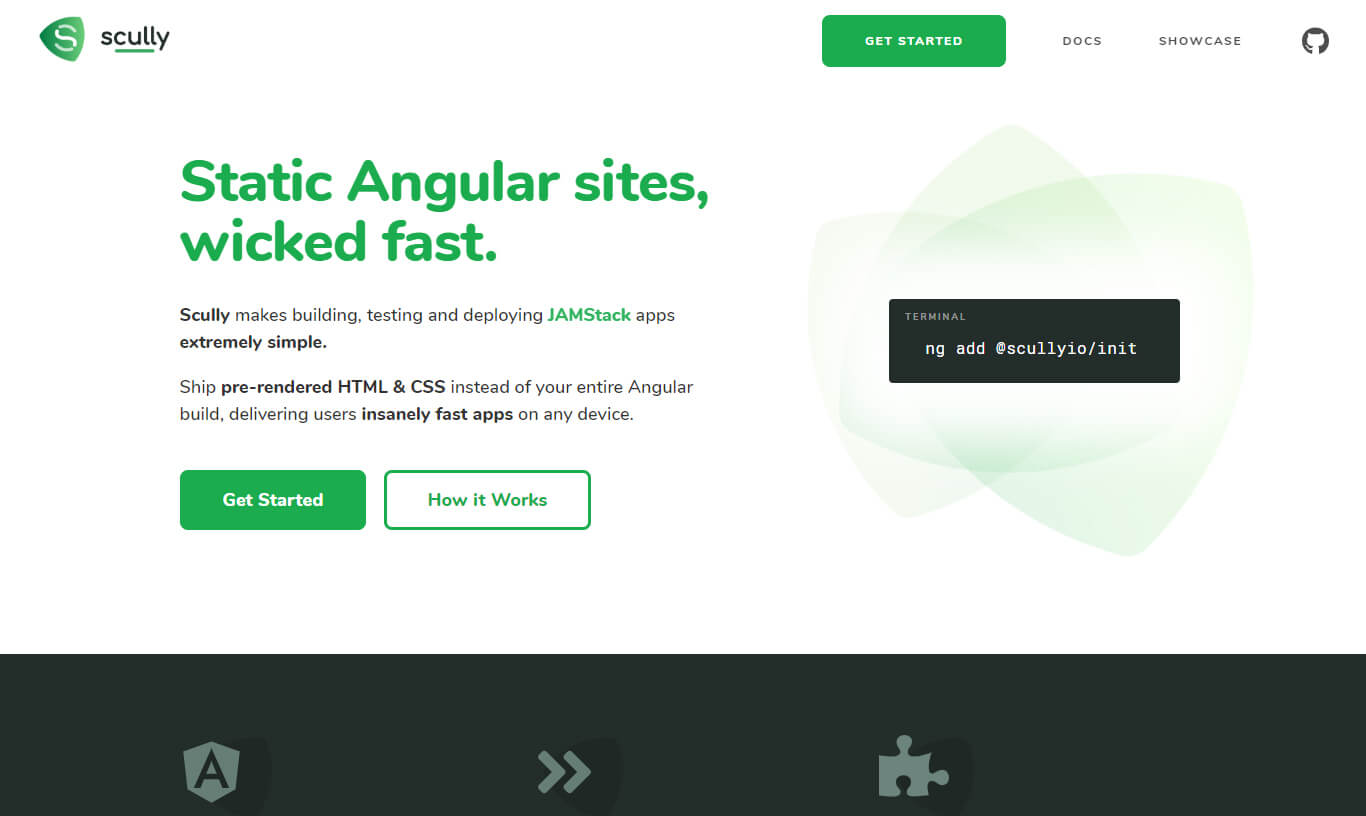 scully
GET STARTED
DOCS
SHOWCASE
Static Angular sites,
wicked fast.
Scully makes building, testing and deploying JAMStack apps
extremely simple.
Ship pre-rendered HTML & CSS instead of your entire Angular
build, delivering users insanely fast apps on any device.
Get Started
How it Works
TERMINAL
ng add @scullyio/init